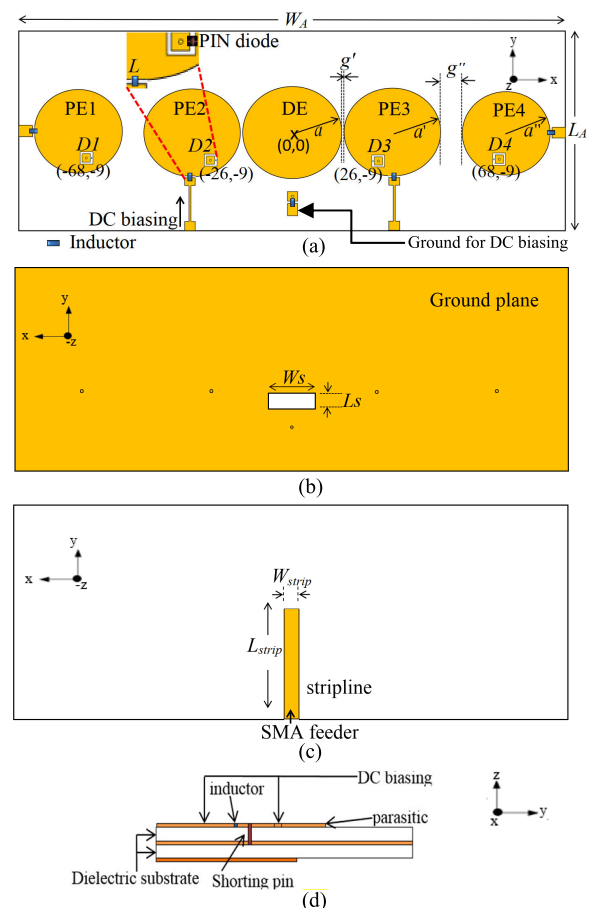 W_A
PIN diode
L
g'
g''
y
z
x
PE1
PE2
DE
PE3
PE4
a
a'
a''
L_A
(0,0)
D1
D2
D3
D4
(-68,-9)
(-26,-9)
(26,-9)
(68,-9)
DC biasing
Inductor
Ground for DC biasing
(a)
y
x
-z
Ground plane
Ws
Ls
(b)
y
x
-z
W_strip
L_strip
stripline
SMA feeder
(c)
DC biasing
inductor
parasitic
z
x
y
Dielectric substrate
Shorting pin
(d)